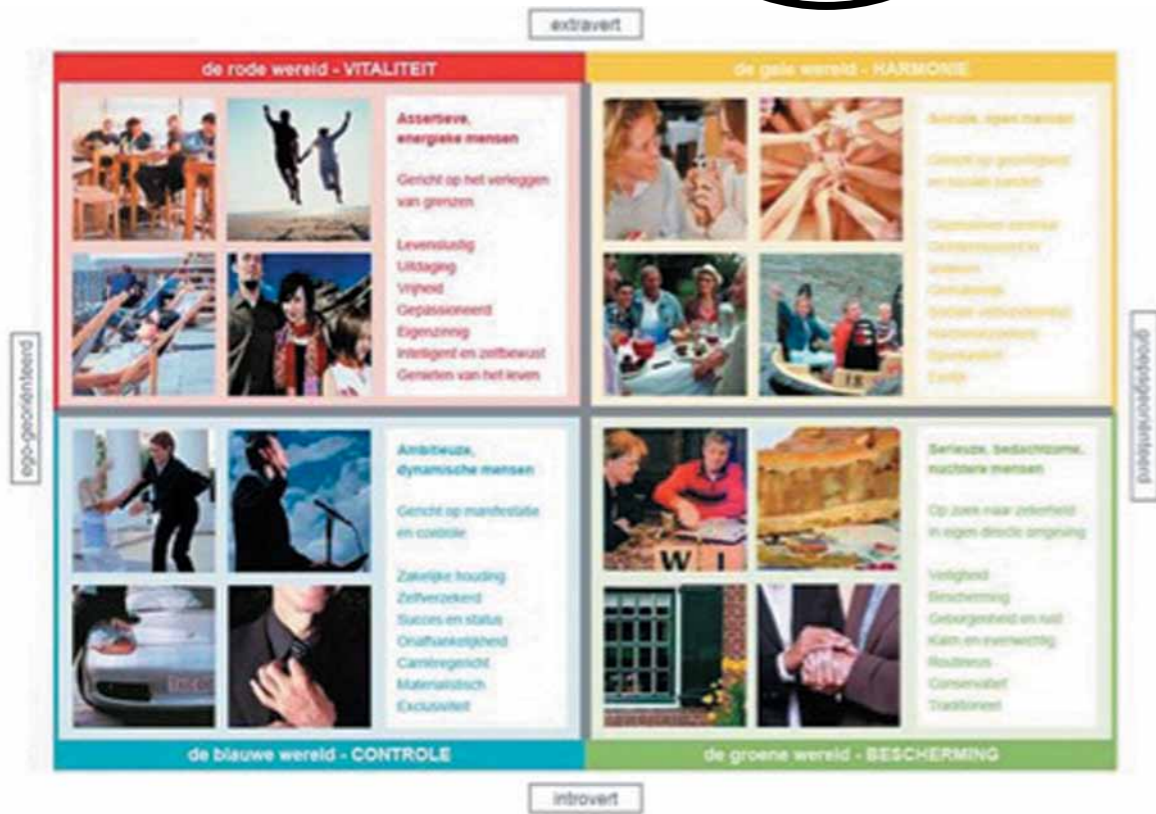 extravert
de rode wereld - VITALITEIT
Assertieve,
energieke mensen
Gericht op het verleggen
van grenzen
Levenslustig
Uitdaging
Vrijheid
Gepassioneerd
Eigenzinnig
Intelligent en zelfbewust
Genieten van het leven
de gele wereld - HARMONIE
Sociale, open mensen
Gericht op gezelligheid
ego-georiënteerd
groepsgeoriënteerd
Ambitieuze,
dynamische mensen
Gericht op manifestatie
en controle
Zakelijke houding
Zelfverzekerd
Succes en status
Onafhankelijkheid
Carrièregericht
Materialistisch
Exclusiviteit
de blauwe wereld - CONTROLE
W I
Serieuze, bedachtzame,
nuchtere mensen
Op zoek naar zekerheid
in eigen directe omgeving
Veiligheid
Bescherming
Geborgenheid en rust
Kalm en evenwichtig
Routineus
Conservatief
Traditioneel
de groene wereld - BESCHERMING
introvert